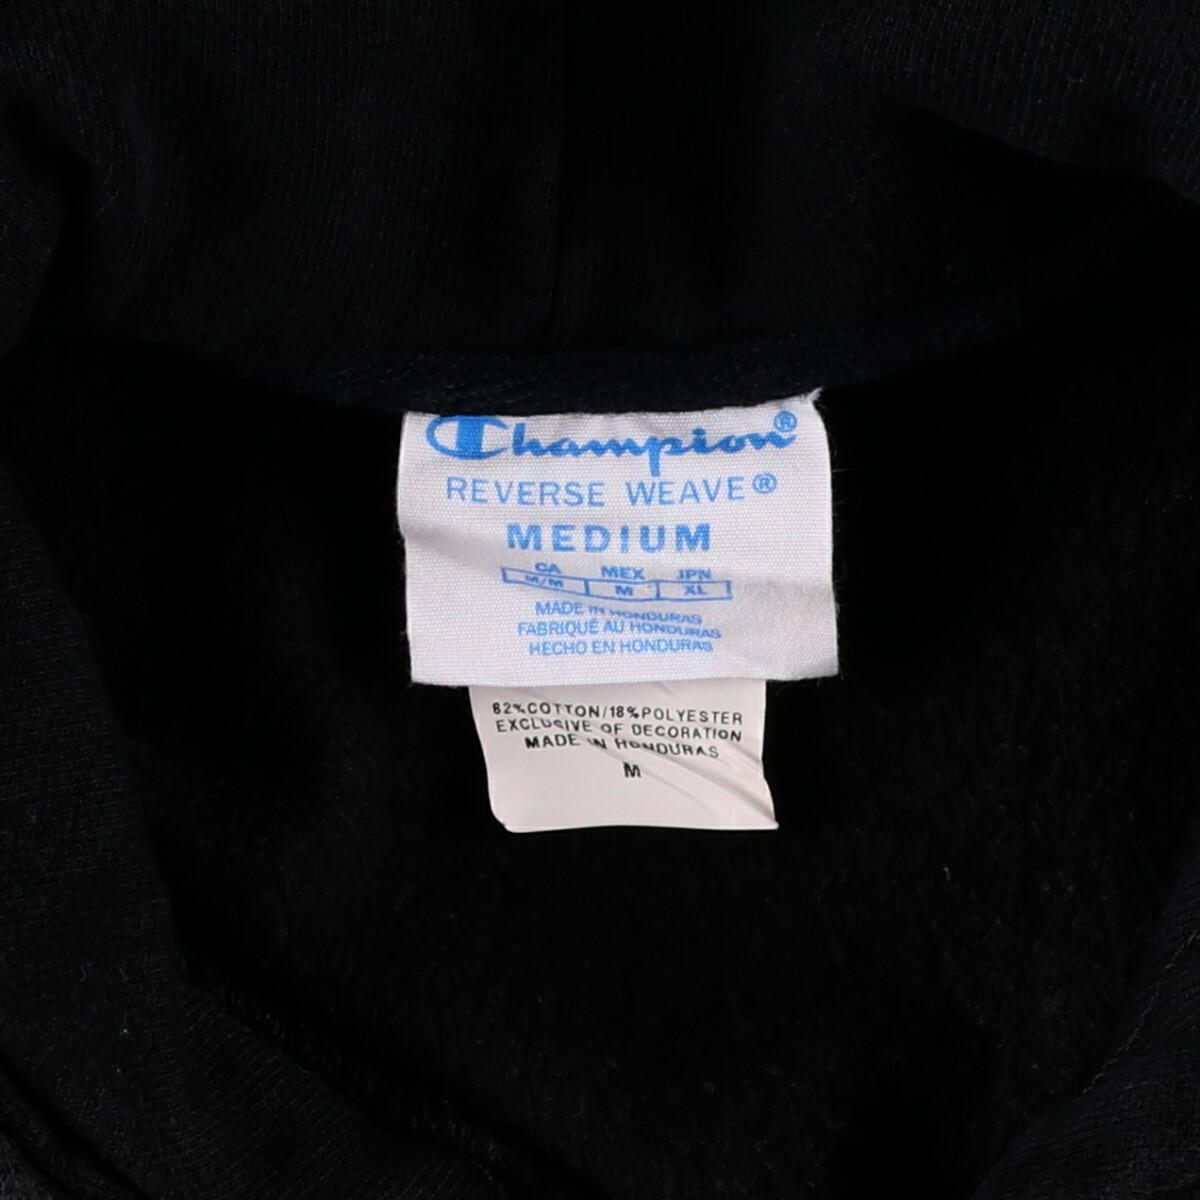 Champion®
REVERSE WEAVE®
MEDIUM
CA MEX JPN
M/M M XL
MADE IN HONDURAS
FABRIQUÉ AU HONDURAS
HECHO EN HONDURAS
82%COTTON/18%POLYESTER
EXCLUSIVE OF DECORATION
MADE IN HONDURAS
M